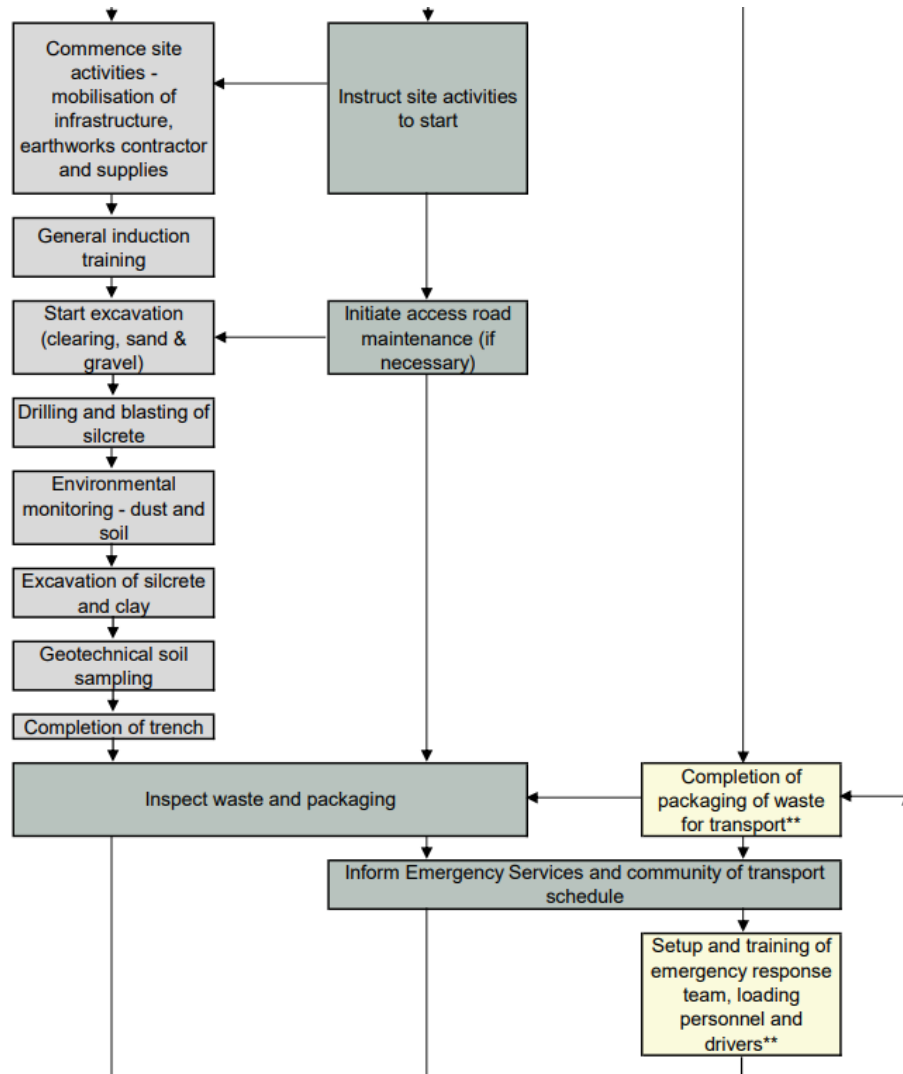 Commence site
activities -
mobilisation of
infrastructure,
earthworks contractor
and supplies
Instruct site activities
to start
General induction
training
Start excavation
(clearing, sand &
gravel)
Initiate access road
maintenance (if
necessary)
Drilling and blasting of
silcrete
Environmental
monitoring - dust and
soil
Excavation of silcrete
and clay
Geotechnical soil
sampling
Completion of trench
Inspect waste and packaging
Completion of
packaging of waste
for transport**
Inform Emergency Services and community of transport
schedule
Setup and training of
emergency response
team, loading
personnel and
drivers**